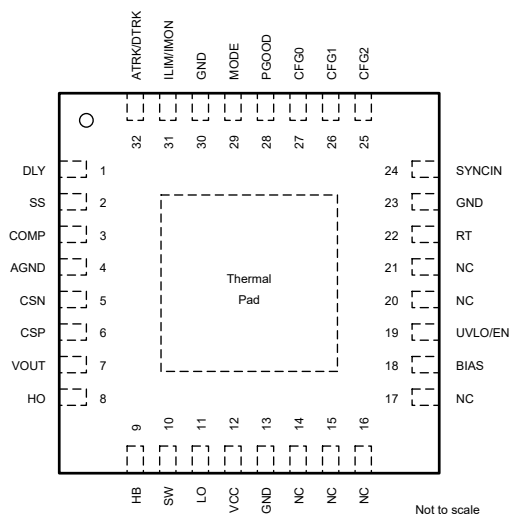 ATRK/DTRK
ILIM/IMON
GND
MODE
PGOOD
CFG0
CFG1
CFG2
32
31
30
29
28
27
26
25
DLY 1
SS 2
COMP 3
AGND 4
CSN 5
CSP 6
VOUT 7
HO 8
Thermal
Pad
24 SYNCIN
23 GND
22 RT
21 NC
20 NC
19 UVLO/EN
18 BIAS
17 NC
9
10
11
12
13
14
15
16
HB
SW
LO
VCC
GND
NC
NC
NC
Not to scale